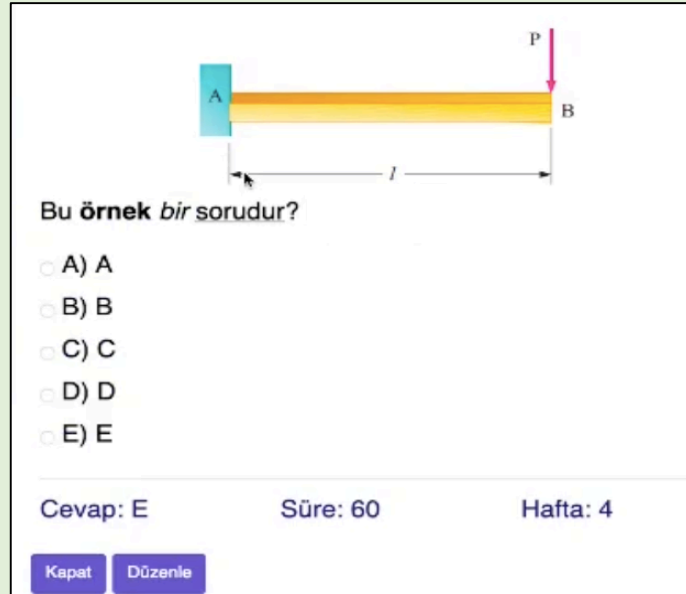 P
A
B
l
Bu örnek bir sorudur?
A) A
B) B
C) C
D) D
E) E
Cevap: E Süre: 60 Hafta: 4
Kapat Düzenle